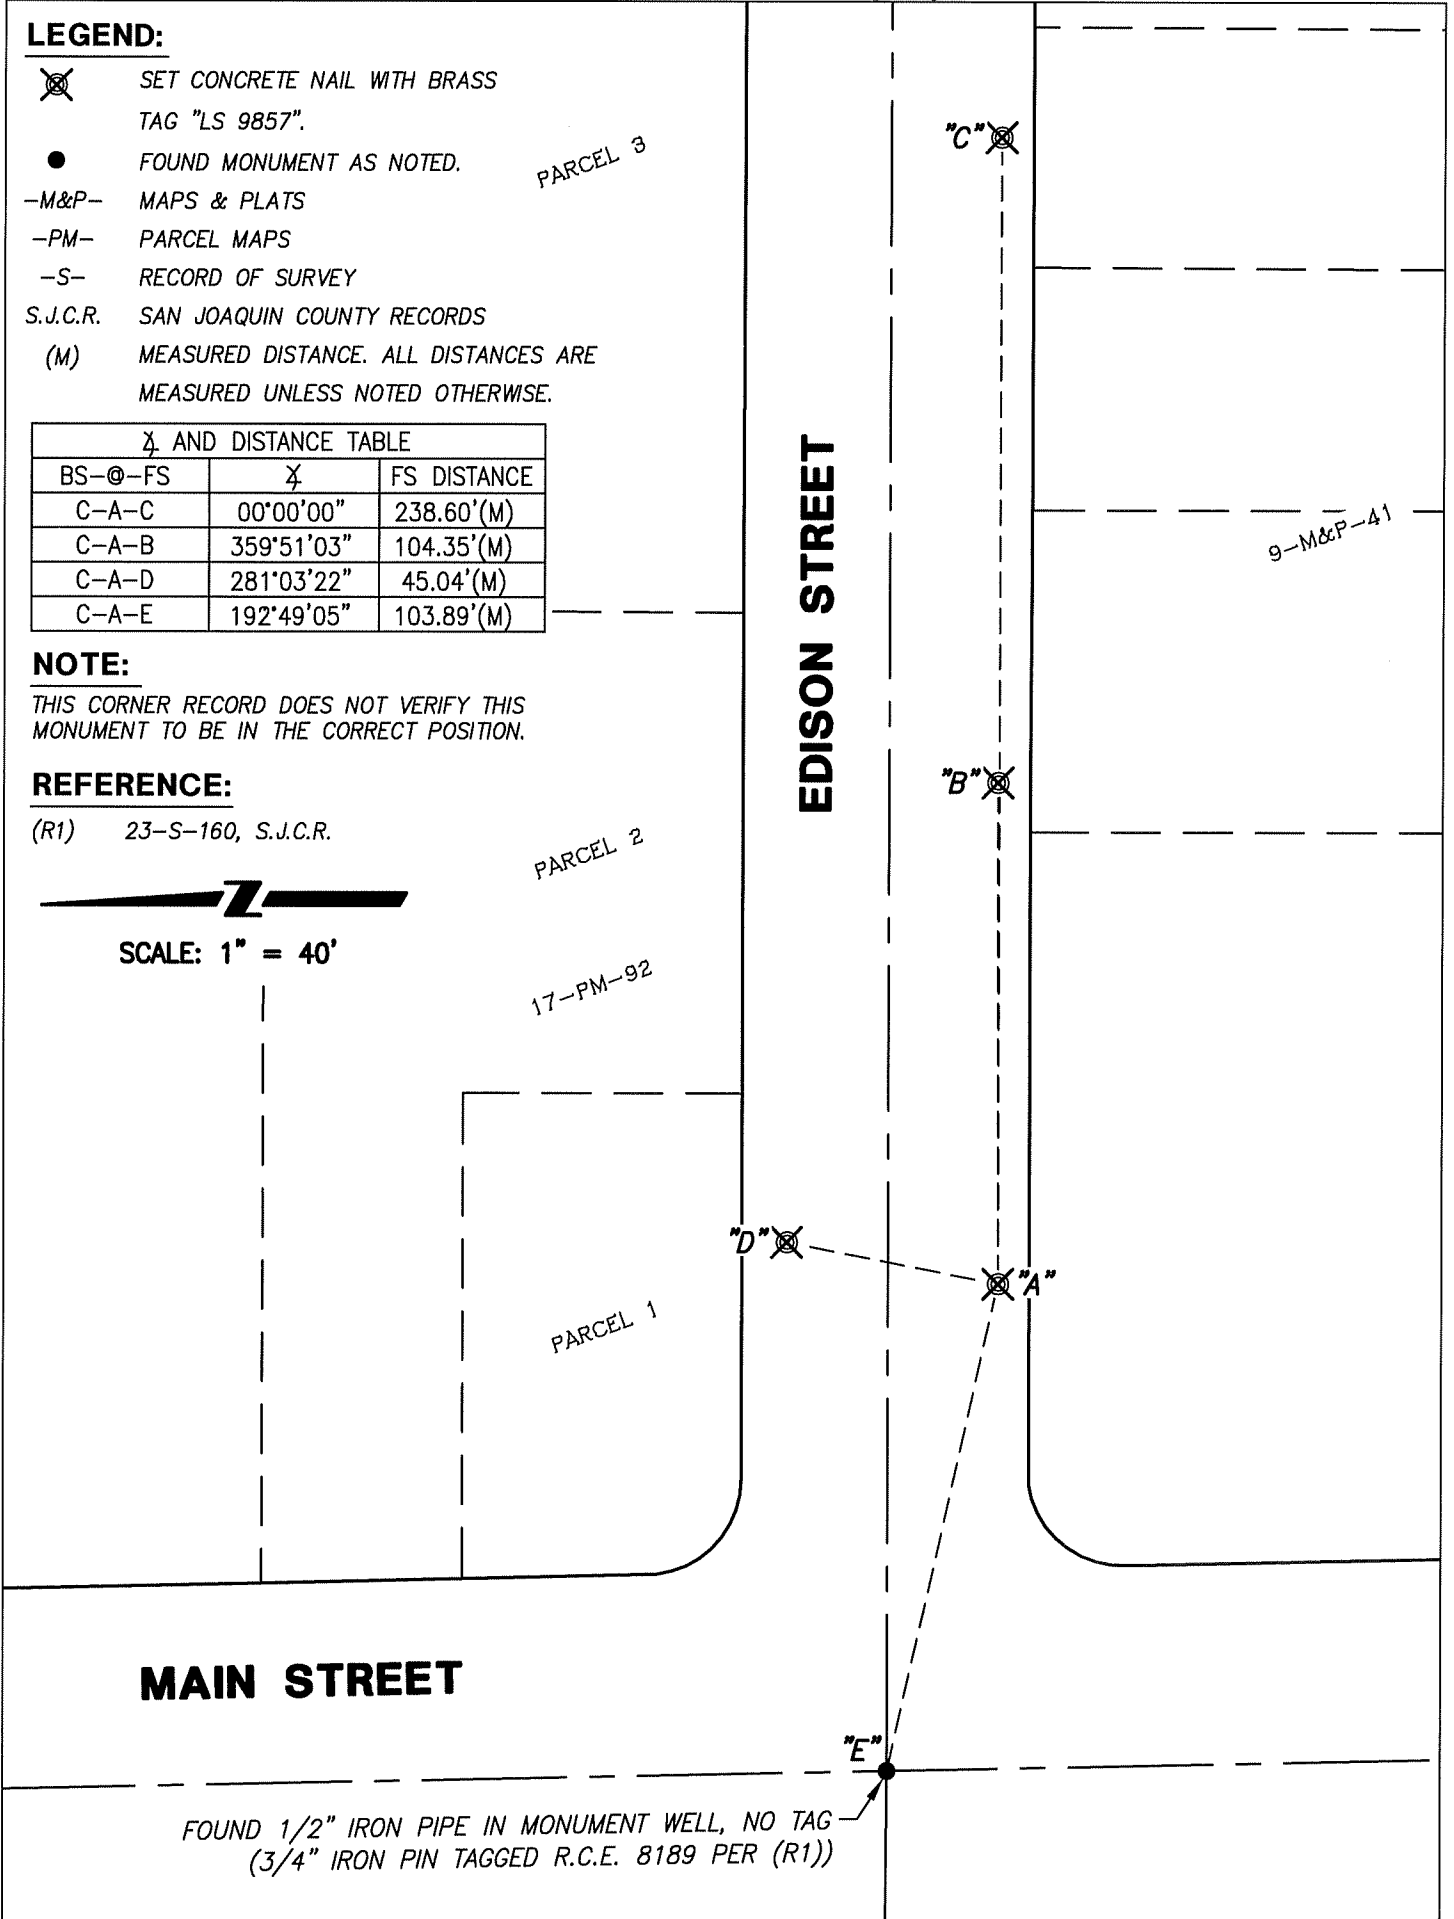 LEGEND:
SET CONCRETE NAIL WITH BRASS
TAG "LS 9857".
FOUND MONUMENT AS NOTED.
-M&P- MAPS & PLATS
-PM- PARCEL MAPS
-S- RECORD OF SURVEY
S.J.C.R. SAN JOAQUIN COUNTY RECORDS
(M) MEASURED DISTANCE. ALL DISTANCES ARE
MEASURED UNLESS NOTED OTHERWISE.
∡ AND DISTANCE TABLE
BS-@-FS ∡ FS DISTANCE
C-A-C 00°00'00" 238.60'(M)
C-A-B 359°51'03" 104.35'(M)
C-A-D 281°03'22" 45.04'(M)
C-A-E 192°49'05" 103.89'(M)
NOTE:
THIS CORNER RECORD DOES NOT VERIFY THIS
MONUMENT TO BE IN THE CORRECT POSITION.
REFERENCE:
(R1) 23-S-160, S.J.C.R.
Z
SCALE: 1" = 40'
PARCEL 3
"C"
EDISON STREET
9-M&P-41
"B"
PARCEL 2
17-PM-92
"D"
"A"
PARCEL 1
MAIN STREET
"E"
FOUND 1/2" IRON PIPE IN MONUMENT WELL, NO TAG
(3/4" IRON PIN TAGGED R.C.E. 8189 PER (R1))